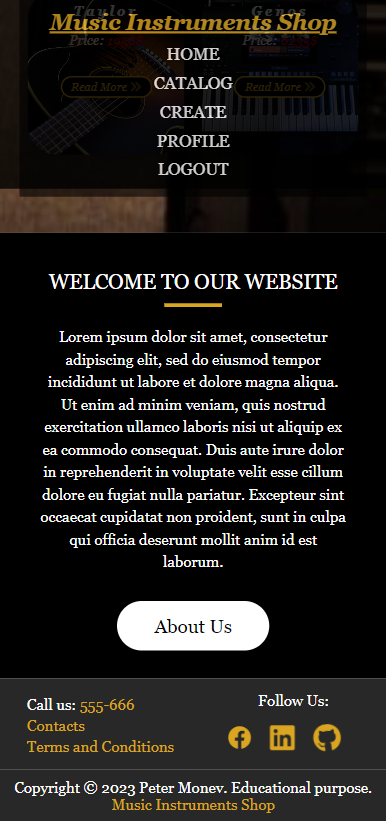 Taylor Genos
Music Instruments Shop
Price:
HOME
Read More » Read More »
CATALOG
CREATE
PROFILE
LOGOUT
WELCOME TO OUR WEBSITE
Lorem ipsum dolor sit amet, consectetur
adipiscing elit, sed do eiusmod tempor
incididunt ut labore et dolore magna aliqua.
Ut enim ad minim veniam, quis nostrud
exercitation ullamco laboris nisi ut aliquip ex
ea commodo consequat. Duis aute irure dolor
in reprehenderit in voluptate velit esse cillum
dolore eu fugiat nulla pariatur. Excepteur sint
occaecat cupidatat non proident, sunt in culpa
qui officia deserunt mollit anim id est
laborum.
About Us
Call us: 555-666
Contacts
Terms and Conditions
Follow Us:
Copyright © 2023 Peter Monev. Educational purpose.
Music Instruments Shop